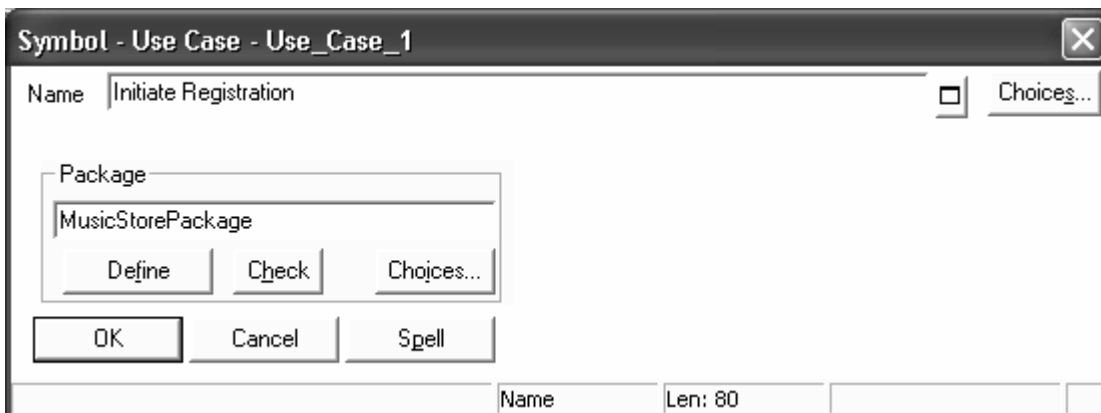 Symbol - Use Case - Use_Case_1
Name Initiate Registration Choices...
Package
MusicStorePackage
Define Check Choices...
OK Cancel Spell
Name Len: 80